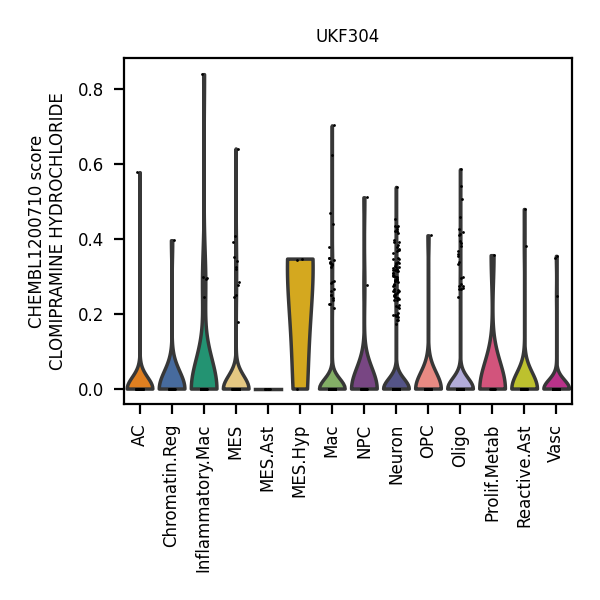 UKF304
CHEMBL1200710 score
CLOMIPRAMINE HYDROCHLORIDE
0.8
0.6
0.4
0.2
0.0
AC
Chromatin.Reg
Inflammatory.Mac
MES
MES.Ast
MES.Hyp
Mac
NPC
Neuron
OPC
Oligo
Prolif.Metab
Reactive.Ast
Vasc